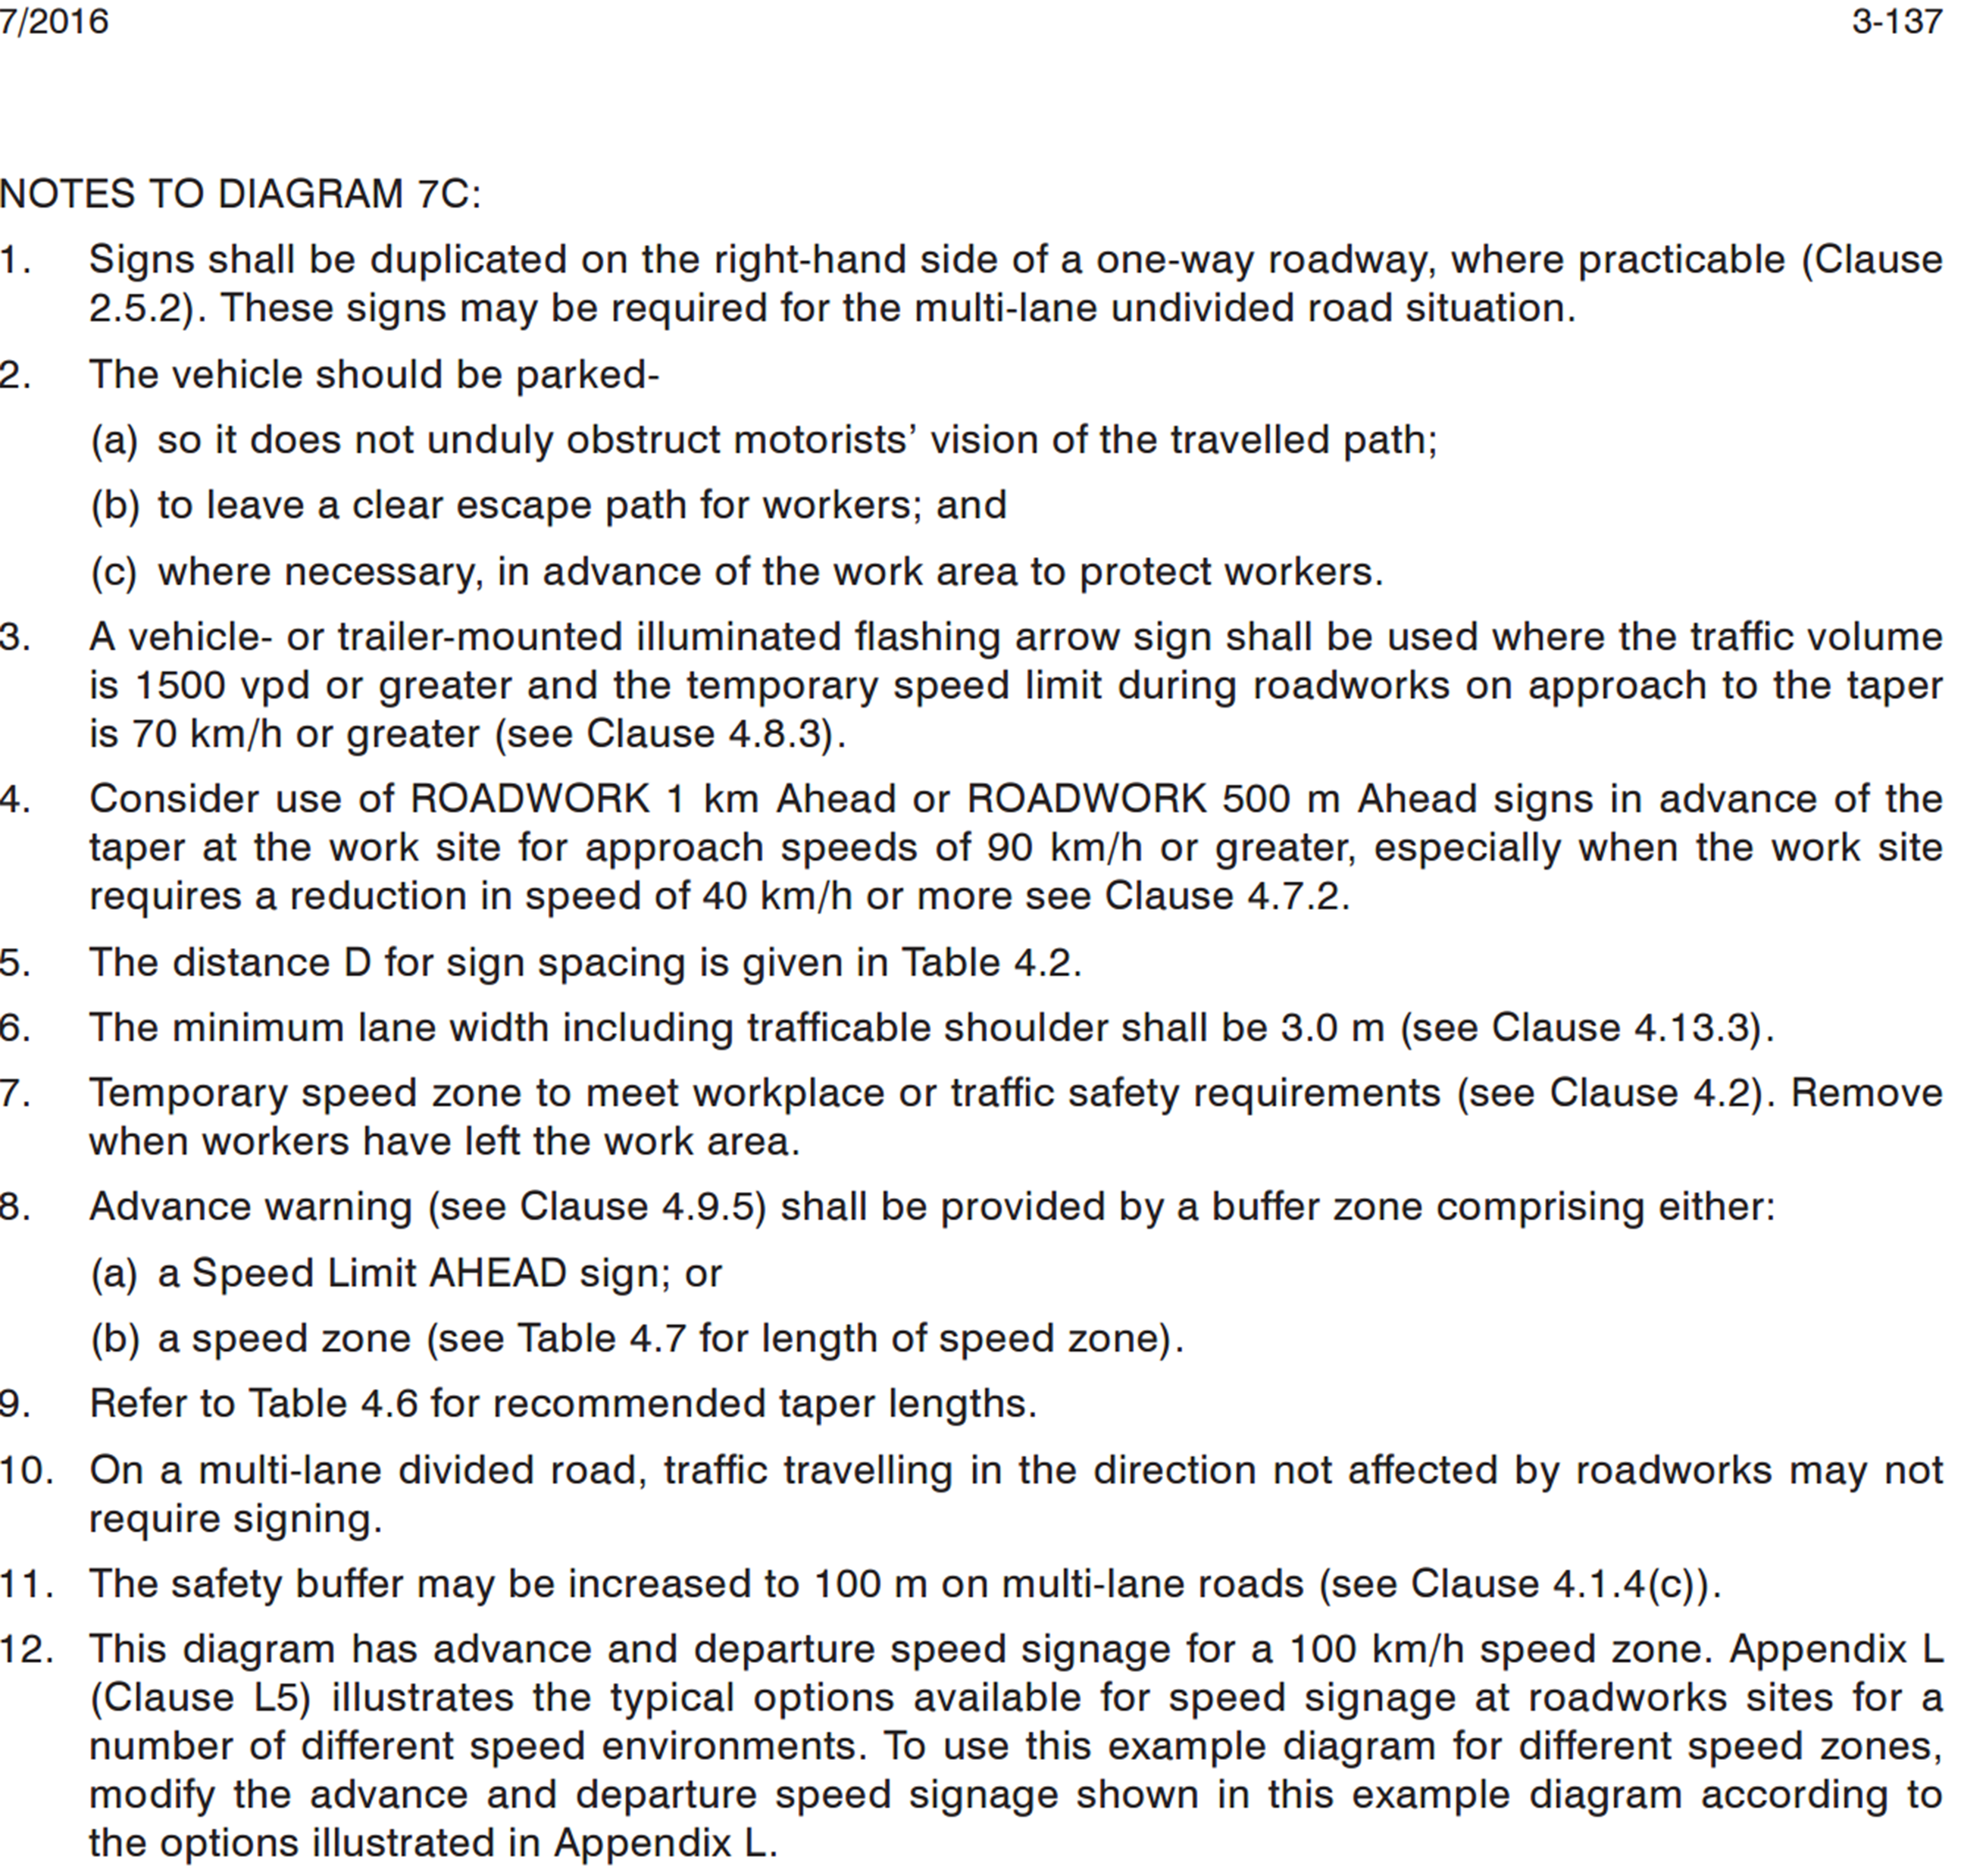 7/2016 3-137
NOTES TO DIAGRAM 7C:
1. Signs shall be duplicated on the right-hand side of a one-way roadway, where practicable (Clause
2.5.2). These signs may be required for the multi-lane undivided road situation.
2. The vehicle should be parked-
(a) so it does not unduly obstruct motorists’ vision of the travelled path;
(b) to leave a clear escape path for workers; and
(c) where necessary, in advance of the work area to protect workers.
3. A vehicle- or trailer-mounted illuminated flashing arrow sign shall be used where the traffic volume
is 1500 vpd or greater and the temporary speed limit during roadworks on approach to the taper
is 70 km/h or greater (see Clause 4.8.3).
4. Consider use of ROADWORK 1 km Ahead or ROADWORK 500 m Ahead signs in advance of the
taper at the work site for approach speeds of 90 km/h or greater, especially when the work site
requires a reduction in speed of 40 km/h or more see Clause 4.7.2.
5. The distance D for sign spacing is given in Table 4.2.
6. The minimum lane width including trafficable shoulder shall be 3.0 m (see Clause 4.13.3).
7. Temporary speed zone to meet workplace or traffic safety requirements (see Clause 4.2). Remove
when workers have left the work area.
8. Advance warning (see Clause 4.9.5) shall be provided by a buffer zone comprising either:
(a) a Speed Limit AHEAD sign; or
(b) a speed zone (see Table 4.7 for length of speed zone).
9. Refer to Table 4.6 for recommended taper lengths.
10. On a multi-lane divided road, traffic travelling in the direction not affected by roadworks may not
require signing.
11. The safety buffer may be increased to 100 m on multi-lane roads (see Clause 4.1.4(c)).
12. This diagram has advance and departure speed signage for a 100 km/h speed zone. Appendix L
(Clause L5) illustrates the typical options available for speed signage at roadworks sites for a
number of different speed environments. To use this example diagram for different speed zones,
modify the advance and departure speed signage shown in this example diagram according to
the options illustrated in Appendix L.